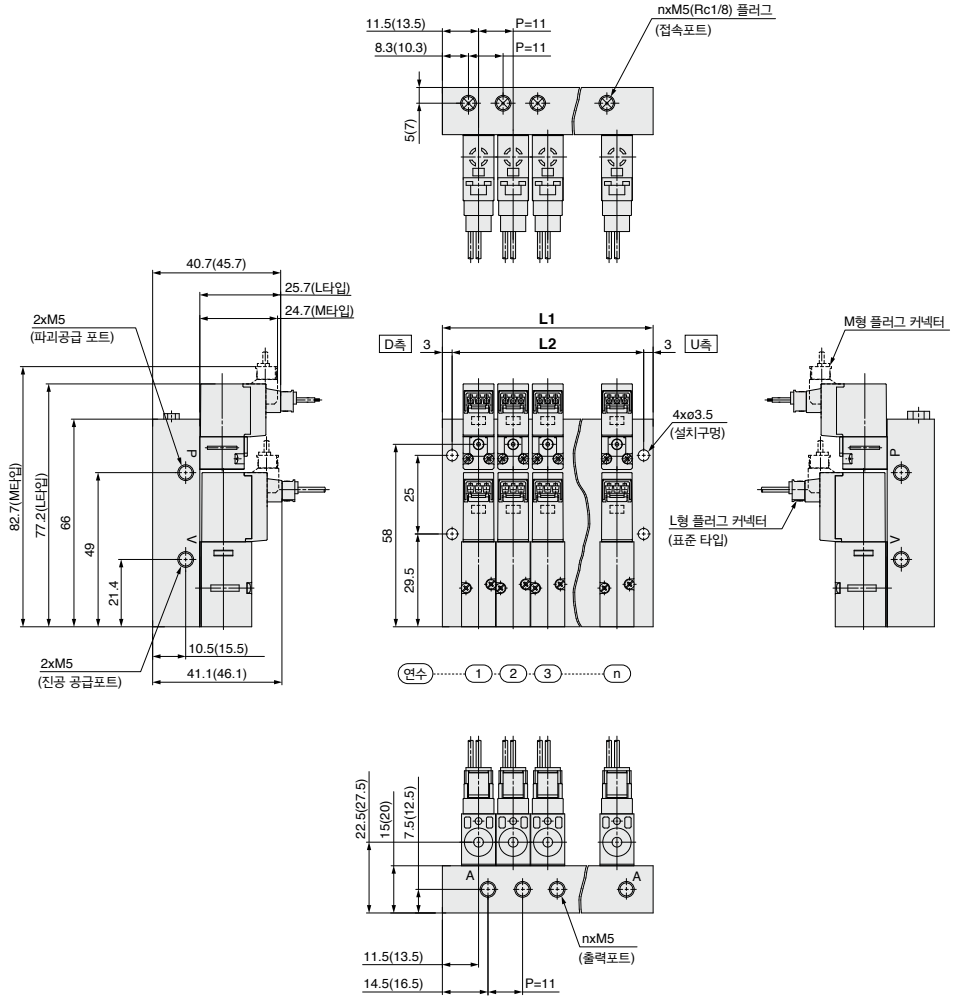 11.5(13.5)
P=11
nxM5(Rc1/8) 플러그
(접속포트)
8.3(10.3)
P=11
5(7)
40.7(45.7)
25.7(L타입)
24.7(M타입)
2xM5
(파괴공급 포트)
82.7(M타입)
77.2(L타입)
66
49
21.4
P
V
10.5(15.5)
41.1(46.1)
2xM5
(진공 공급포트)
L1
D측
3
L2
3
U측
4xø3.5
(설치구멍)
58
25
29.5
연수
1
2
3
n
M형 플러그 커넥터
P
L형 플러그 커넥터
(표준 타입)
V
22.5(27.5)
15(20)
7.5(12.5)
A
A
nxM5
(출력포트)
11.5(13.5)
14.5(16.5)
P=11